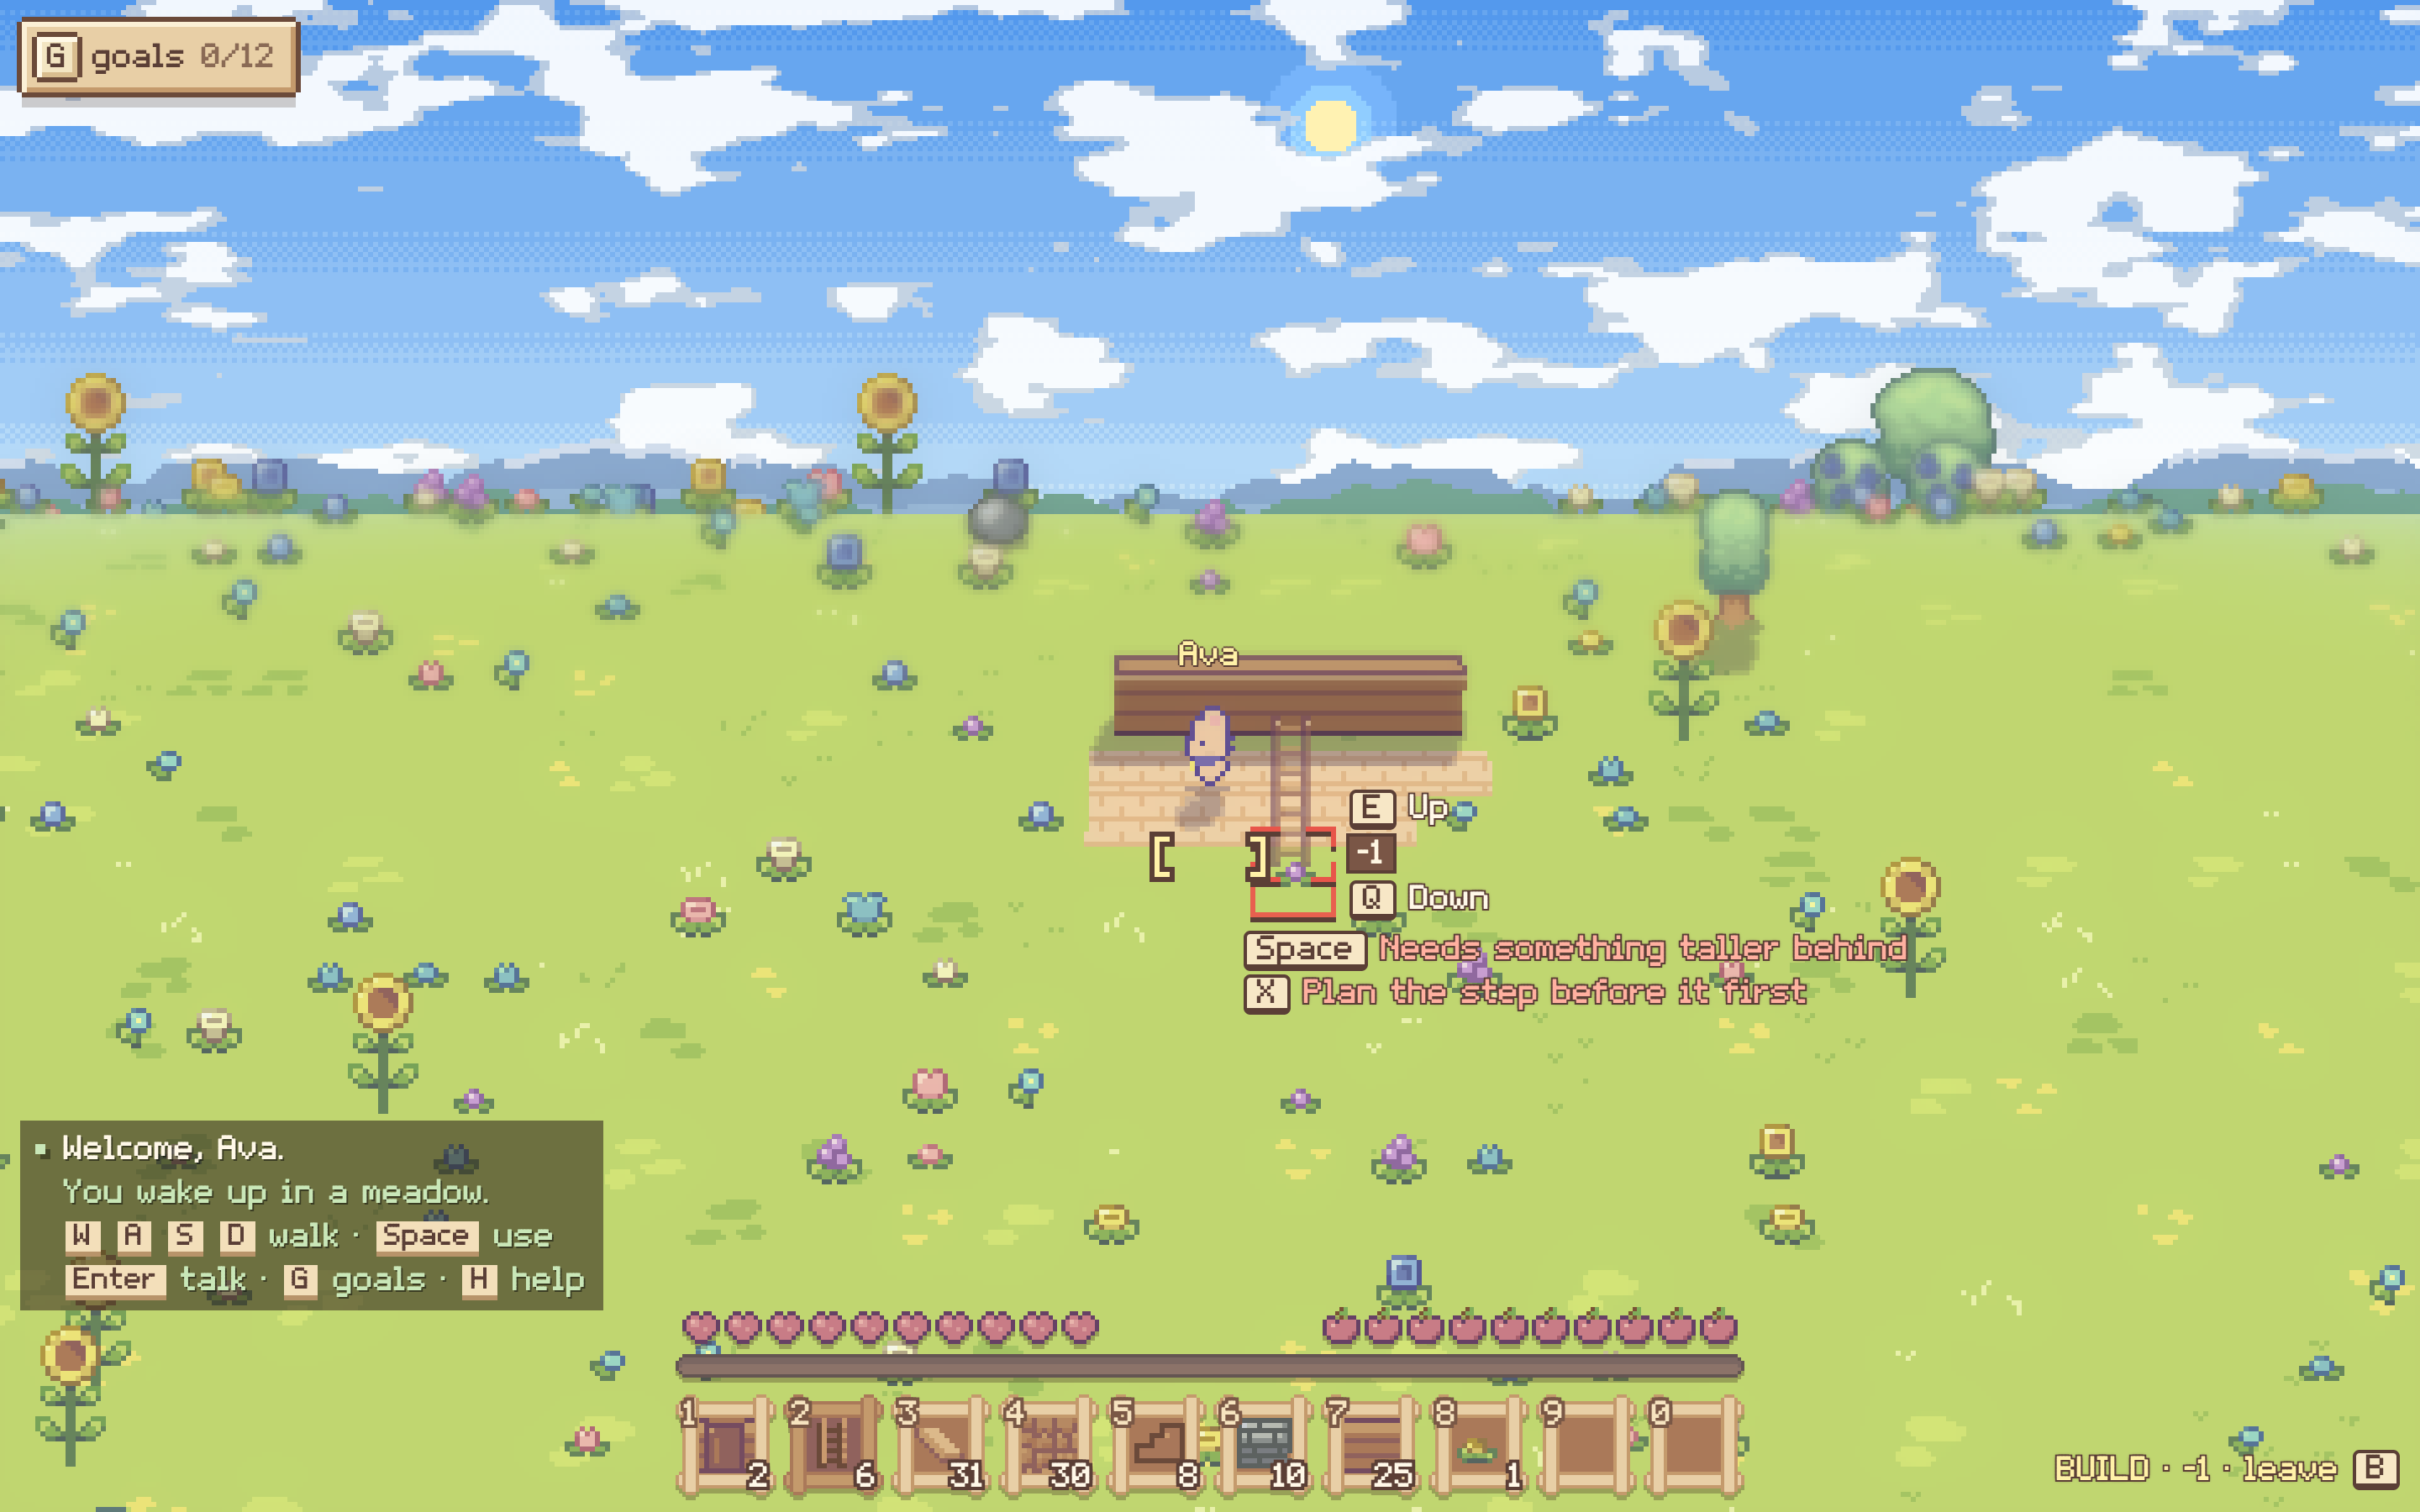 G goals 0/12
Ava
E Up
-1
Q Down
Space Needs something taller behind
X Plan the step before it first
Welcome, Ava.
You wake up in a meadow.
W A S D walk · Space use
Enter talk · G goals · H help
1 2 3 4 5 6 7 8 9 0
2 6 31 30 8 10 25 1
BUILD · -1 · leave B